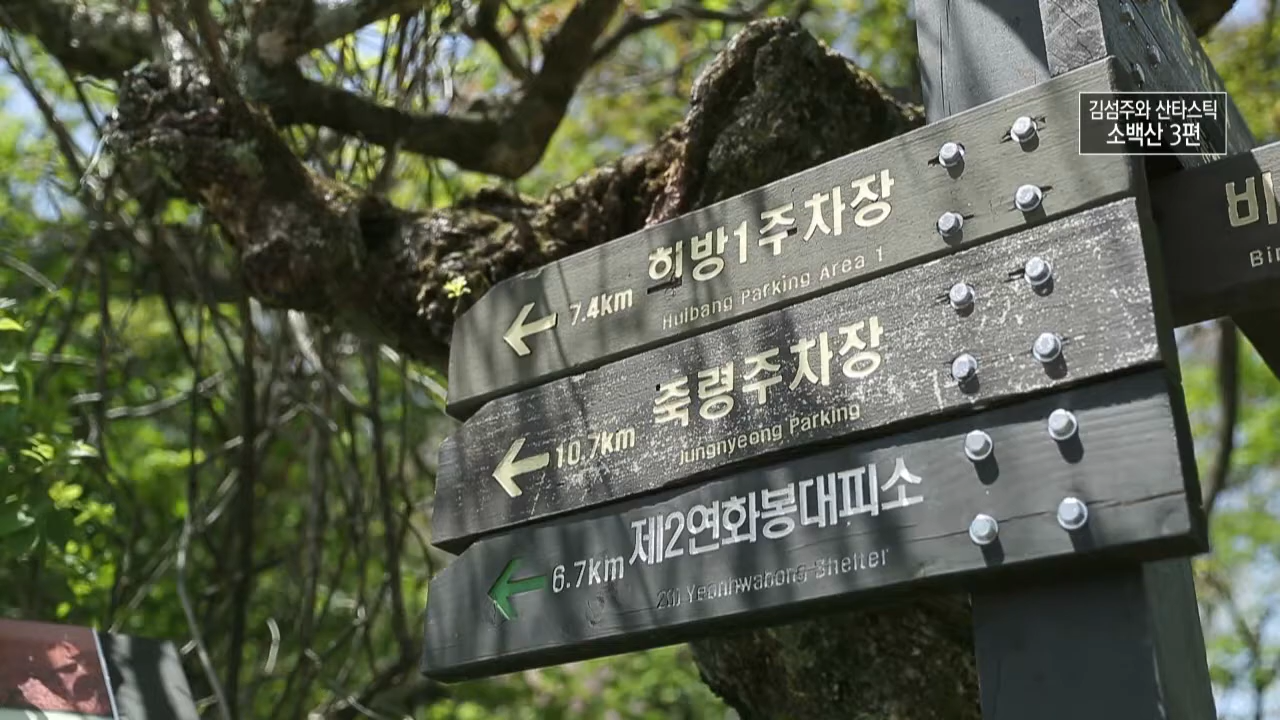 김섬주와 산타스틱
소백산 3편
7.4km 희방1주차장
Huibang Parking Area 1
10.7km 죽령주차장
Jungnyeong Parking
6.7km 제2연화봉대피소
Yeonhwabong Shelter
비
Bir